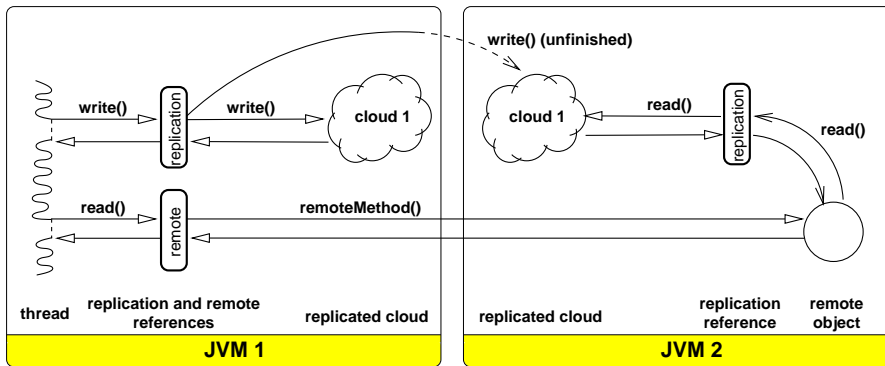 write() (unfinished)
write()
replication
write()
cloud 1
cloud 1
read()
replication
read()
read()
remote
remoteMethod()
thread
replication and remote
references
replicated cloud
replicated cloud
replication
reference
remote
object
JVM 1
JVM 2